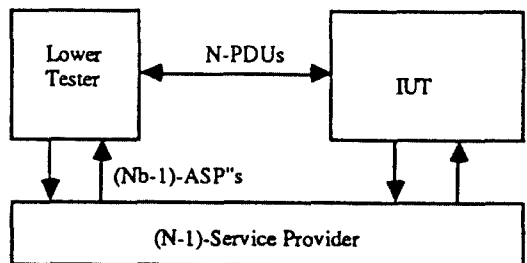 Lower
Tester
N-PDUs
IUT
(Nb-1)-ASP"s
(N-1)-Service Provider